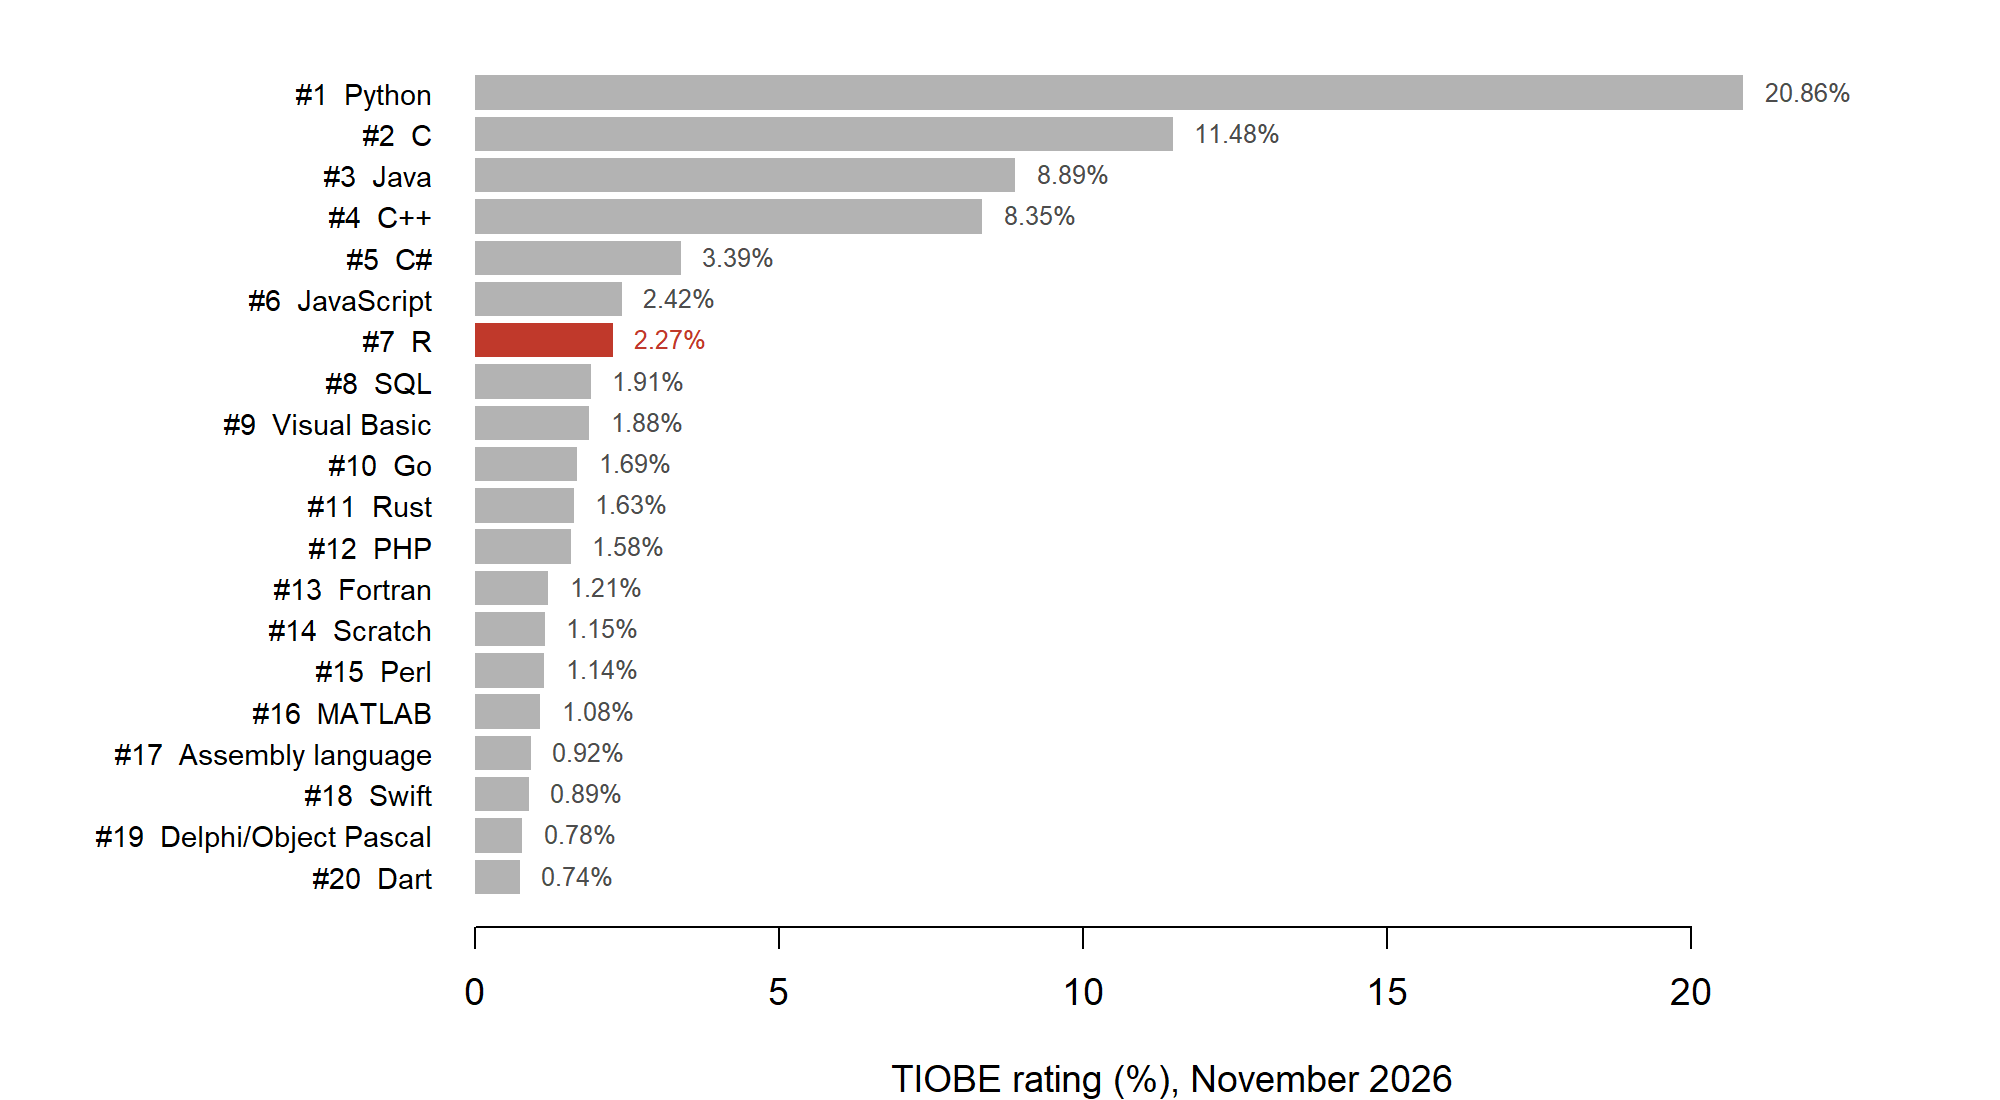 #1 Python 20.86%
#2 C 11.48%
#3 Java 8.89%
#4 C++ 8.35%
#5 C# 3.39%
#6 JavaScript 2.42%
#7 R 2.27%
#8 SQL 1.91%
#9 Visual Basic 1.88%
#10 Go 1.69%
#11 Rust 1.63%
#12 PHP 1.58%
#13 Fortran 1.21%
#14 Scratch 1.15%
#15 Perl 1.14%
#16 MATLAB 1.08%
#17 Assembly language 0.92%
#18 Swift 0.89%
#19 Delphi/Object Pascal 0.78%
#20 Dart 0.74%
0 5 10 15 20
TIOBE rating (%), November 2026